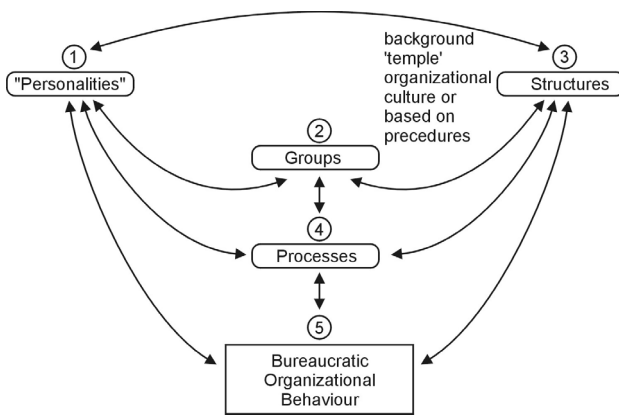 ①
"Personalities"
background
'temple'
organizational
culture or
based on
precedures
③
Structures
②
Groups
④
Processes
⑤
Bureaucratic
Organizational
Behaviour